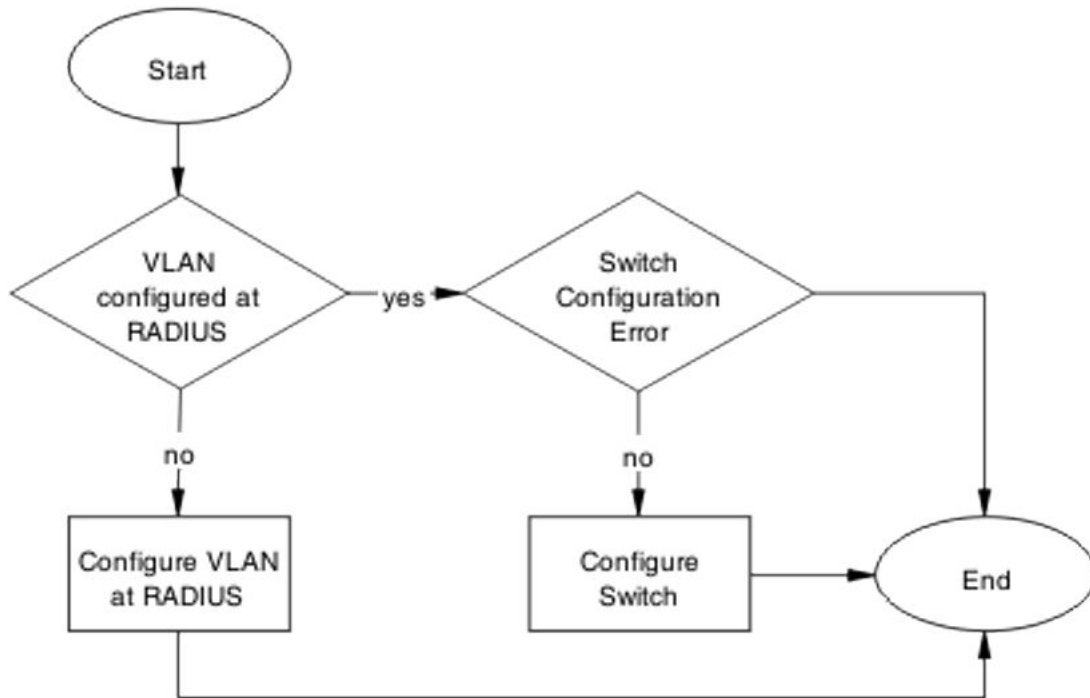 Start
VLAN
configured at
RADIUS
yes
Switch
Configuration
Error
no
no
Configure VLAN
at RADIUS
Configure
Switch
End